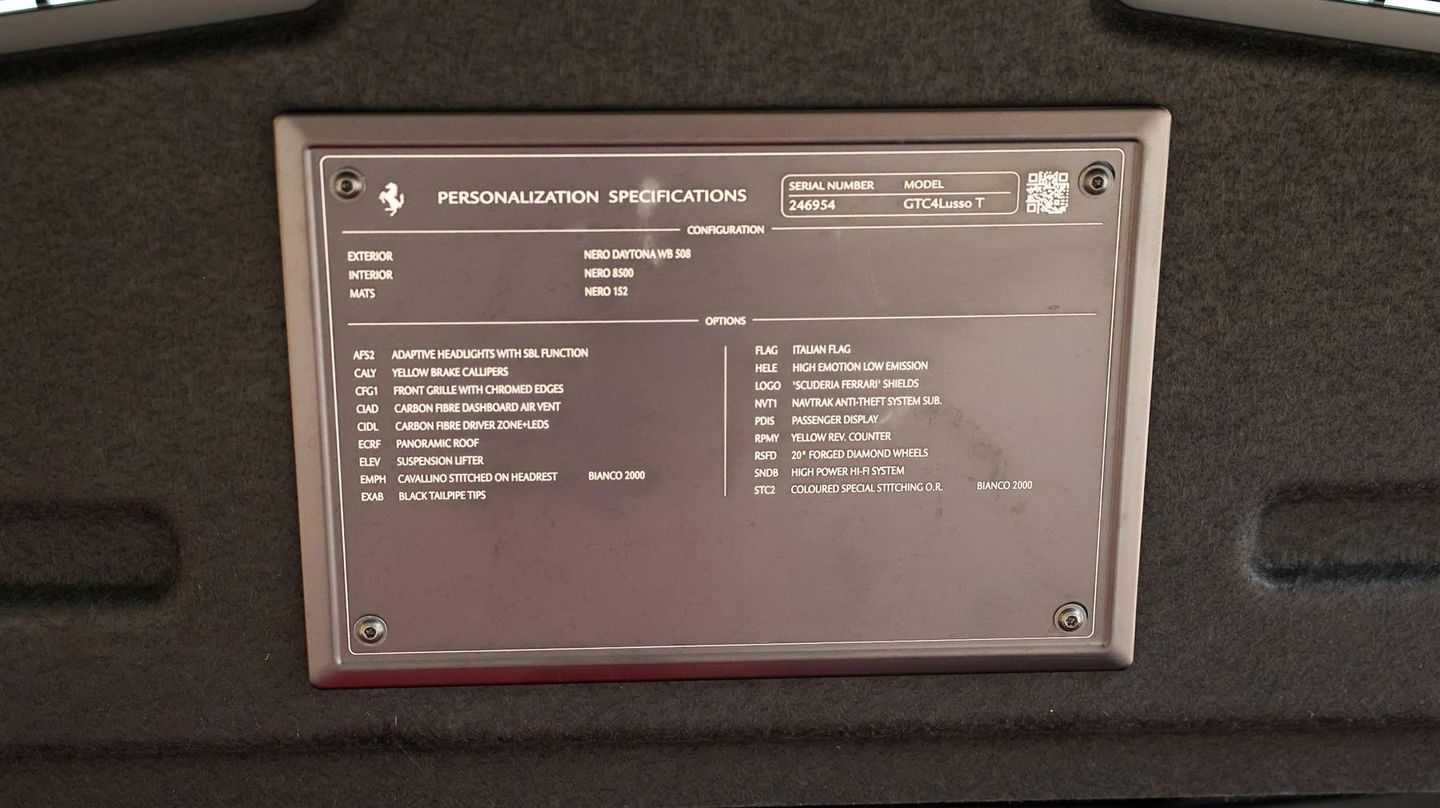 PERSONALIZATION SPECIFICATIONS
SERIAL NUMBER MODEL
246954 GTC4Lusso T
CONFIGURATION
EXTERIOR NERO DAYTONA WB 508
INTERIOR NERO 8500
MATS NERO 152
OPTIONS
AFS2 ADAPTIVE HEADLIGHTS WITH SBL FUNCTION
CALY YELLOW BRAKE CALLIPERS
CFG1 FRONT GRILLE WITH CHROMED EDGES
CIAD CARBON FIBRE DASHBOARD AIR VENT
CIDL CARBON FIBRE DRIVER ZONE+LEDS
ECRF PANORAMIC ROOF
ELEV SUSPENSION LIFTER
EMPH CAVALLINO STITCHED ON HEADREST BIANCO 2000
EXAB BLACK TAILPIPE TIPS
FLAG ITALIAN FLAG
HELE HIGH EMOTION LOW EMISSION
LOGO 'SCUDERIA FERRARI' SHIELDS
NVT1 NAVTRAK ANTI-THEFT SYSTEM SUB.
PDIS PASSENGER DISPLAY
RPMY YELLOW REV. COUNTER
RSFD 20" FORGED DIAMOND WHEELS
SNDB HIGH POWER HI-FI SYSTEM
STC2 COLOURED SPECIAL STITCHING O.R. BIANCO 2000